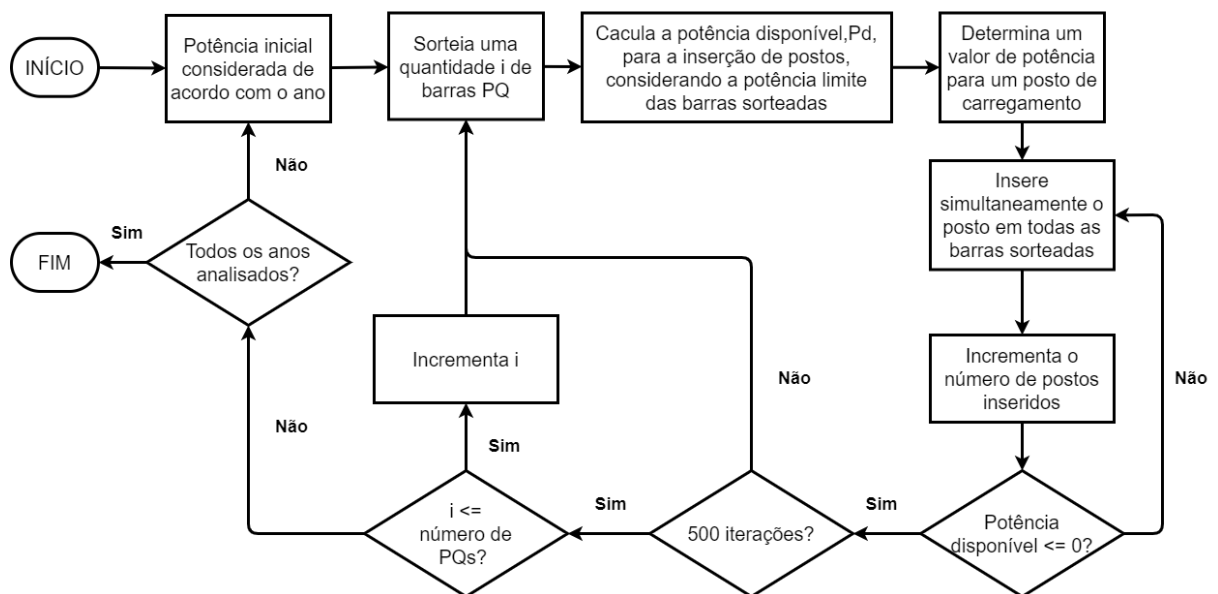 INÍCIO
Potência inicial
considerada de
acordo com o ano
Sorteia uma
quantidade i de
barras PQ
Cacula a potência disponível,Pd,
para a inserção de postos,
considerando a potência limite
das barras sorteadas
Determina um
valor de potência
para um posto de
carregamento
Insere
simultaneamente o
posto em todas as
barras sorteadas
Incrementa o
número de postos
inseridos
Não
Potência
disponível <= 0?
Sim
500 iterações?
Não
Sim
i <=
número de
PQs?
Sim
Incrementa i
Não
Todos os anos
analisados?
Não
Sim
FIM